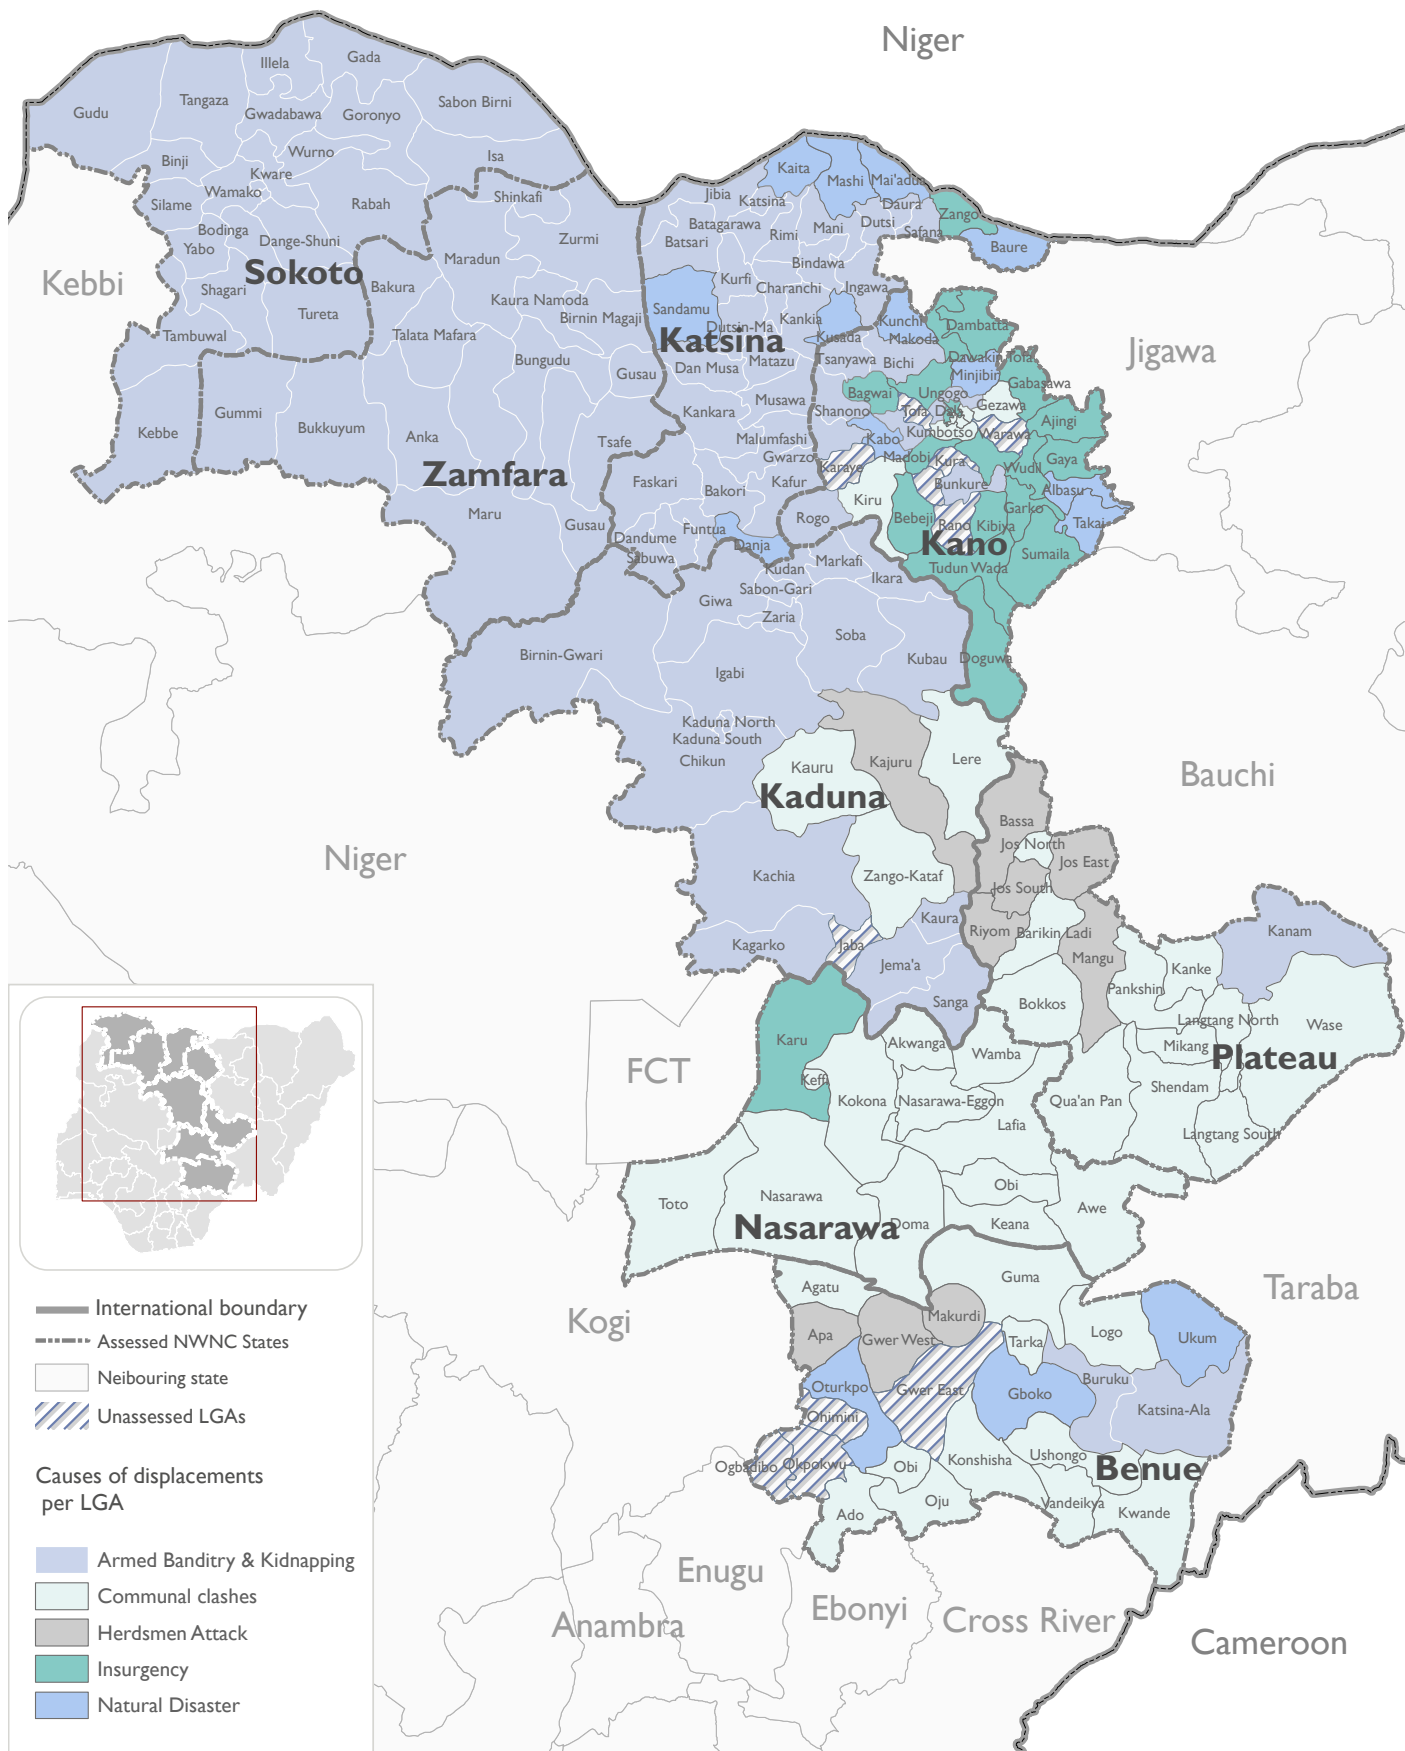 Niger
Gada
Illela
Sabon Birni
Tangaza
Gudu
Gwadabawa
Goronyo
Wurno
Isa
Binji
Kware
Wamako
Shinkafi
Silame
Rabah
Bodinga
Dange-Shuni
Yabo
Zurmi
Maradun
Sokoto
Kebbi
Shagari
Bakura
Tureta
Kaura Namoda
Birnin Magaji
Tambuwal
Talata Mafara
Bungudu
Gusau
Gummi
Bukkuyum
Kebbe
Anka
Tsafe
Zamfara
Maru
Gusau
Kaita
Mashi
Mai'adua
Jibia
Katsina
Daura
Zango
Batagarawa
Rimi
Mani
Dutsi
Safana
Batsari
Baure
Bindawa
Kurfi
Charanchi
Ingawa
Sandamu
Dutsin-Ma
Kankia
Kusada
Katsina
Kunchi
Makoda
Dambatta
Dan Musa
Matazu
Tsanyawa
Bichi
Dawakin Tofa
Minjibir
Jigawa
Musawa
Bagwai
Ungogo
Gabasawa
Kankara
Shanono
Tofa
Dala
Gezawa
Ajingi
Malumfashi
Kabo
Kumbotso
Warawa
Gwarzo
Karaye
Madobi
Kura
Wudil
Gaya
Faskari
Bakori
Kafur
Kiru
Bunkure
Albasu
Rogo
Bebeji
Rano
Kibiya
Garko
Takai
Dandume
Funtua
Danja
Kano
Sumaila
Sabuwa
Kudan
Markafi
Ikara
Tudun Wada
Sabon-Gari
Giwa
Zaria
Soba
Birnin-Gwari
Igabi
Kubau
Doguwa
Kaduna North
Kaduna South
Chikun
Kauru
Kajuru
Lere
Bauchi
Kaduna
Bassa
Jos North
Niger
Jos East
Kachia
Zango-Kataf
Jos South
Kaura
Riyom
Barikin Ladi
Kagarko
Jaba
Jema'a
Mangu
Kanam
Kanke
Pankshin
Sanga
Bokkos
Langtang North
Wase
Karu
Akwanga
Wamba
Mikang
Plateau
FCT
Keffi
Kokona
Nasarawa-Eggon
Qua'an Pan
Shendam
Lafia
Langtang South
Toto
Nasarawa
Obi
Awe
Nasarawa
Doma
Keana
Agatu
Guma
Taraba
Kogi
Apa
Gwer West
Makurdi
Tarka
Logo
Ukum
Oturkpo
Gwer East
Gboko
Buruku
Katsina-Ala
Ohimini
Ogbadibo
Okpokwu
Obi
Konshisha
Ushongo
Benue
Ado
Oju
Vandeikya
Kwande
Enugu
Anambra
Ebonyi
Cross River
Cameroon
International boundary
Assessed NWNC States
Neibouring state
Unassessed LGAs
Causes of displacements
per LGA
Armed Banditry & Kidnapping
Communal clashes
Herdsmen Attack
Insurgency
Natural Disaster